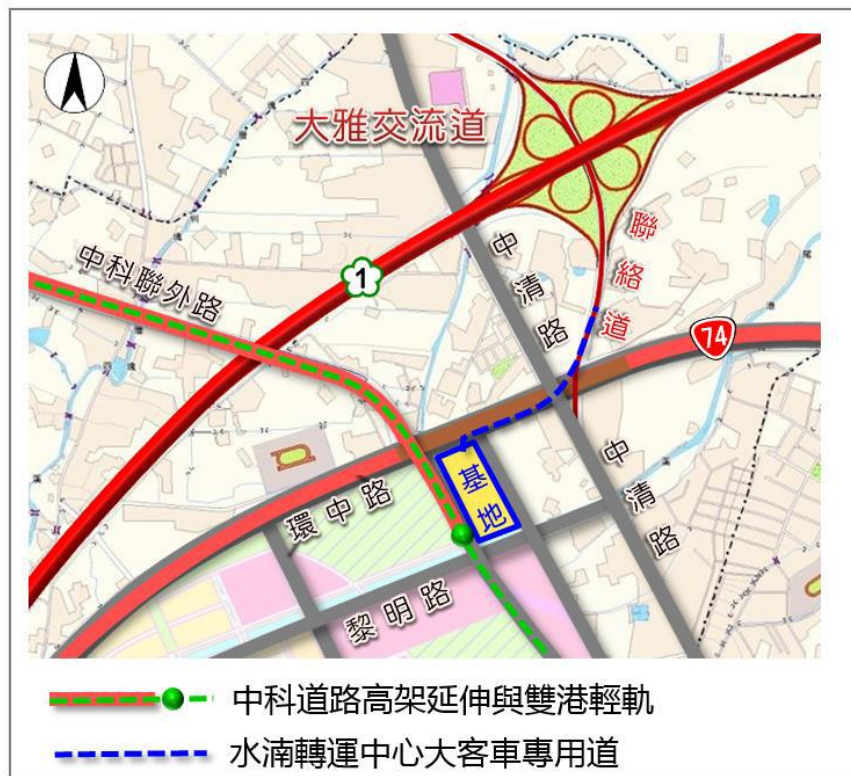 大雅交流道
中科聯外路
1
中清路
聯絡道
74
基地
環中路
中清路
黎明路
中科道路高架延伸與雙港輕軌
水湳轉運中心大客車專用道